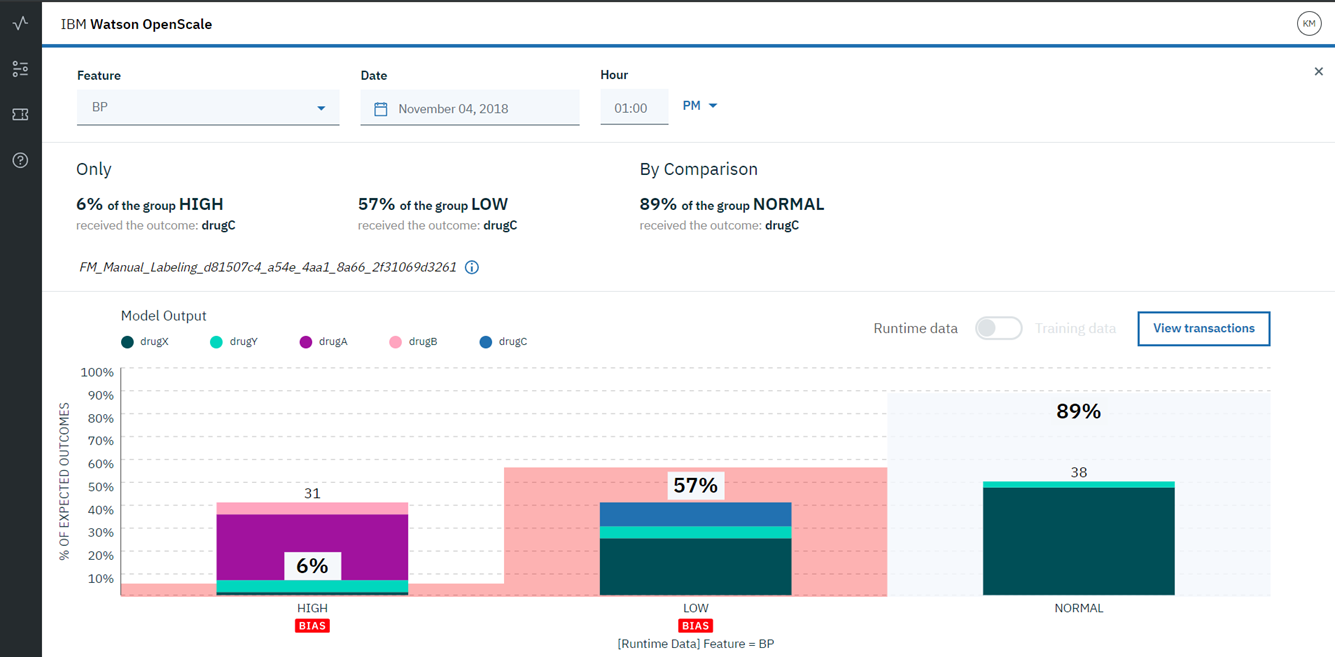 IBM Watson OpenScale
KM
Feature
Date
Hour
BP
November 04, 2018
01:00
PM
Only
By Comparison
6% of the group HIGH
57% of the group LOW
89% of the group NORMAL
received the outcome: drugC
received the outcome: drugC
received the outcome: drugC
FM_Manual_Labeling_d81507c4_a54e_4aa1_8a66_2f31069d3261
Model Output
Runtime data
Training data
View transactions
drugX
drugY
drugA
drugB
drugC
% OF EXPECTED OUTCOMES
100%
90%
80%
70%
60%
50%
40%
30%
20%
10%
31
6%
57%
89%
38
HIGH
LOW
NORMAL
BIAS
BIAS
[Runtime Data] Feature = BP